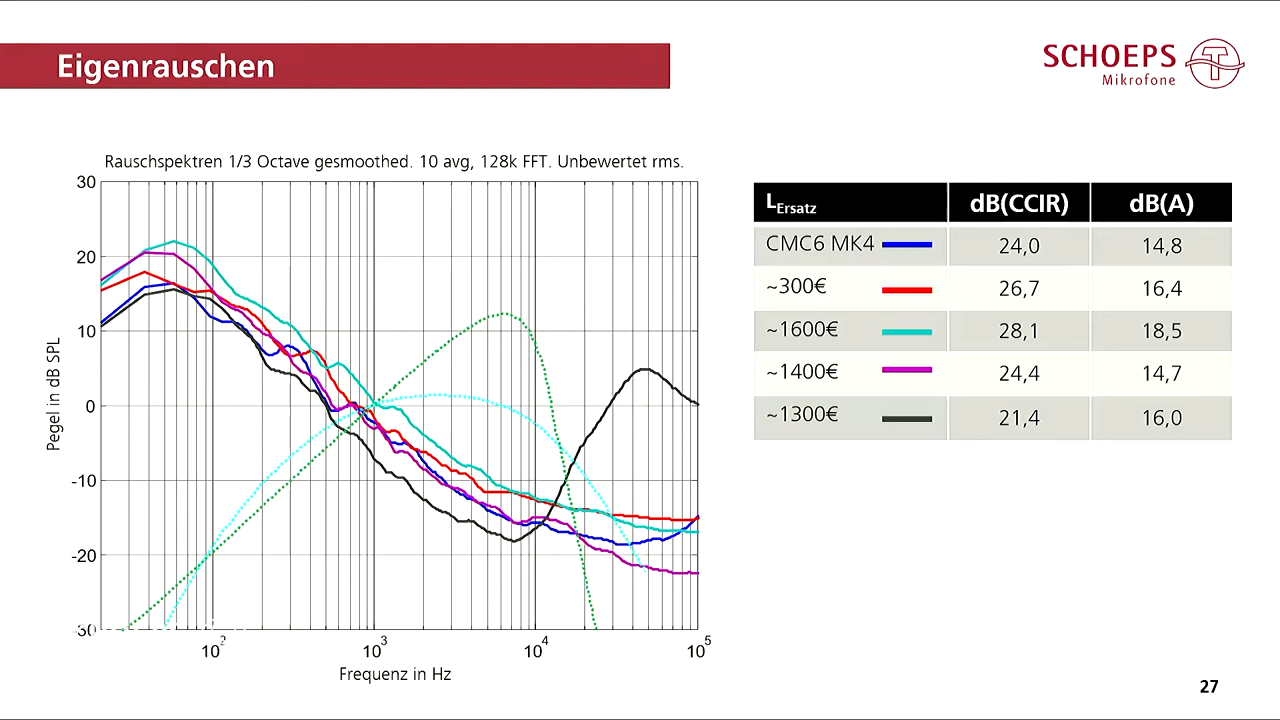 Eigenrauschen
SCHOEPS
Mikrofone
Rauschspektren 1/3 Octave gesmoothed. 10 avg, 128k FFT. Unbewertet rms.
30
20
10
0
-10
-20
-30
Pegel in dB SPL
10² 10³ 10⁴ 10⁵
Frequenz in Hz
L Ersatz dB(CCIR) dB(A)
CMC6 MK4 24,0 14,8
~300€ 26,7 16,4
~1600€ 28,1 18,5
~1400€ 24,4 14,7
~1300€ 21,4 16,0
27